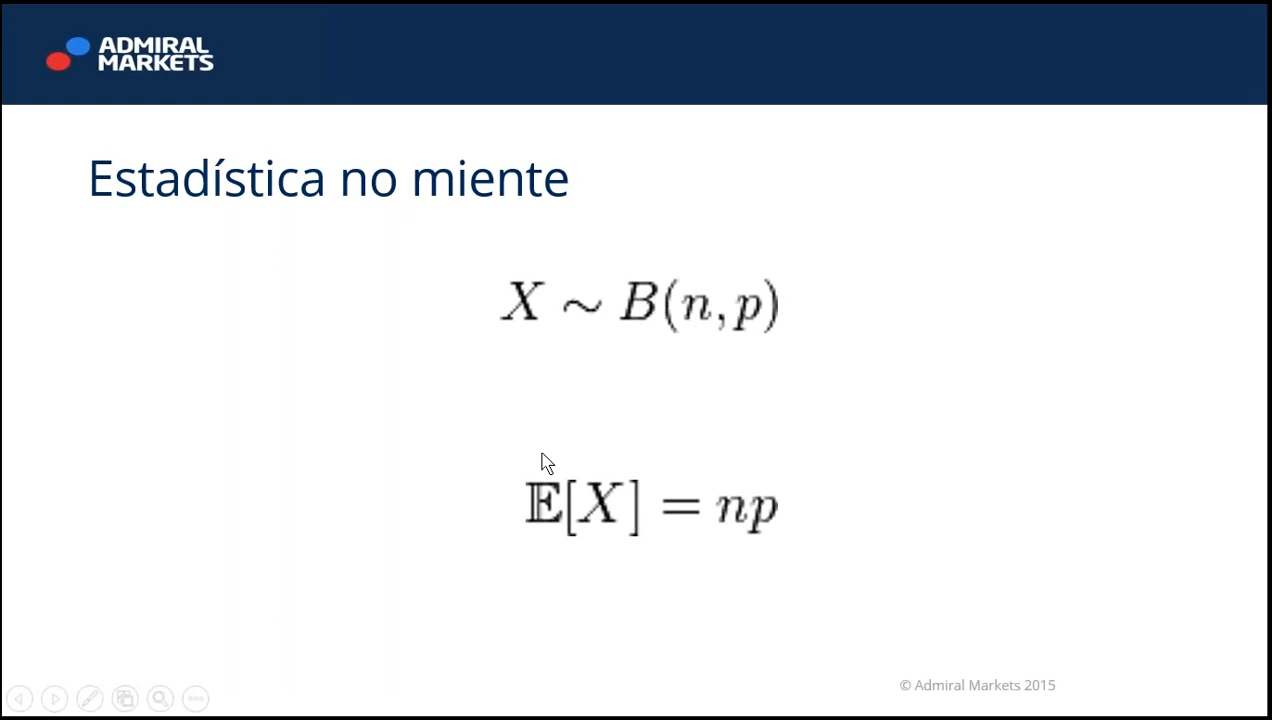 ADMIRAL
MARKETS
Estadística no miente
X ∼ B(n, p)
𝔼[X] = np
© Admiral Markets 2015